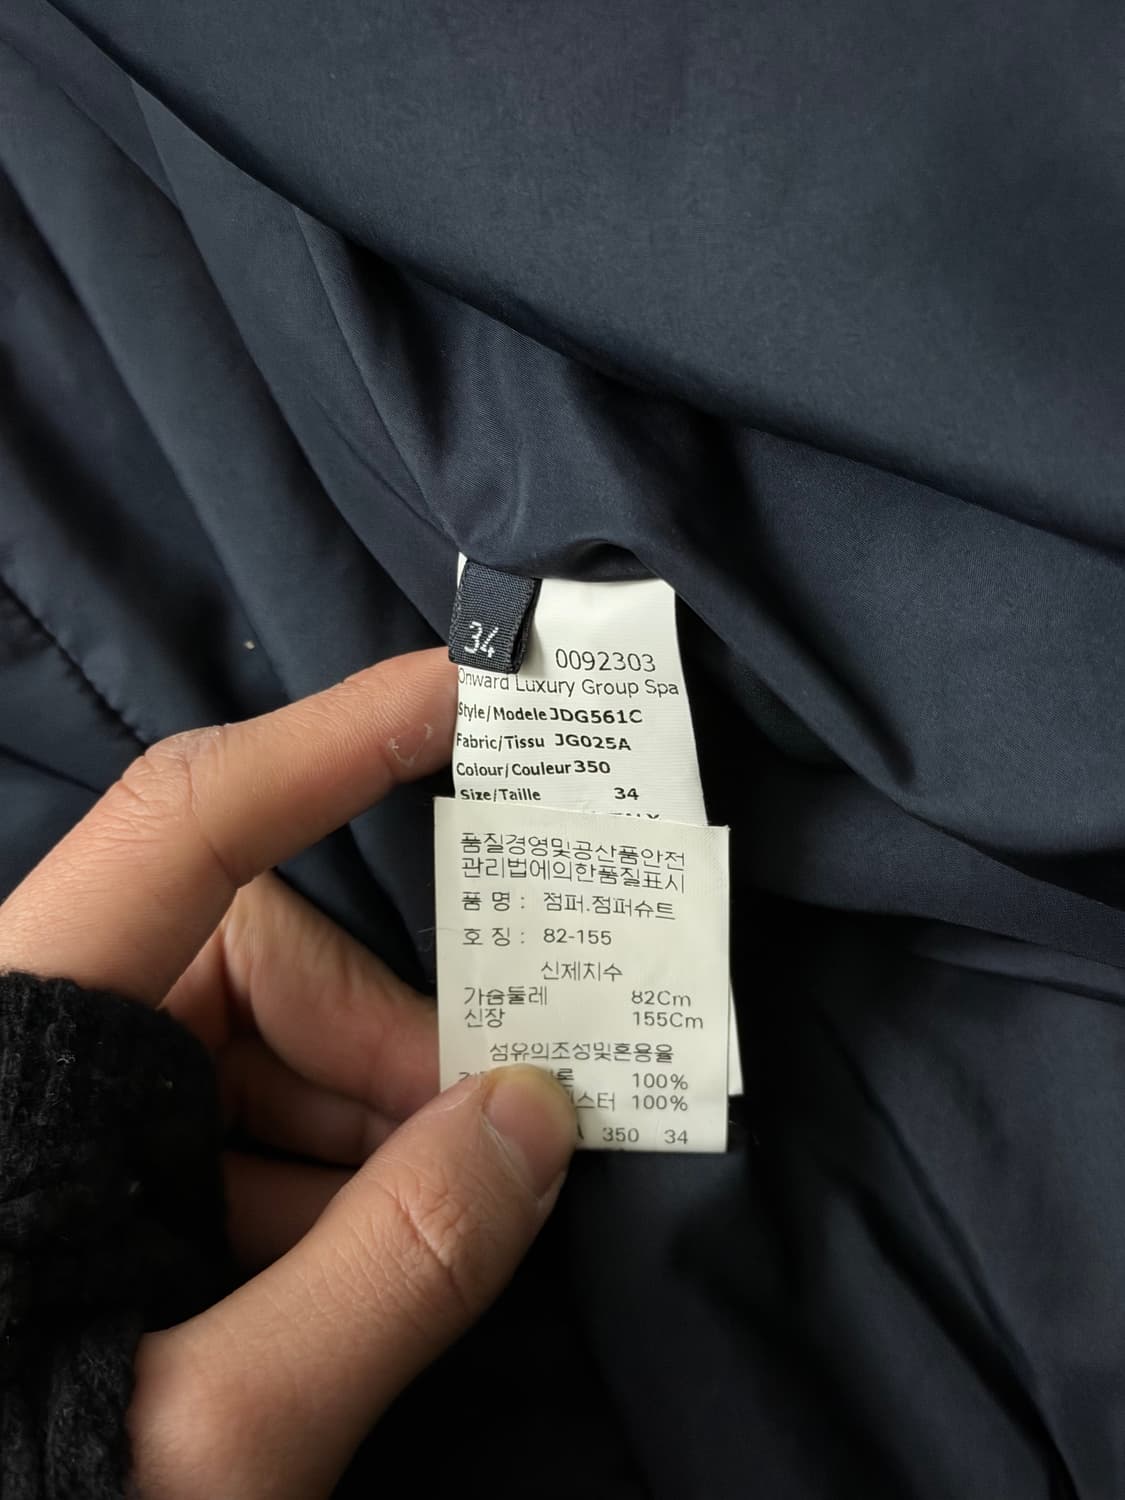 34
0092303
Onward Luxury Group Spa
Style/Modele JDG561C
Fabric/Tissu JG025A
Colour/Couleur 350
Size/Taille 34
품질경영및공산품안전
관리법에의한품질표시
품 명 : 점퍼.점퍼슈트
호 칭 : 82-155
신제치수
가슴둘레 82Cm
신장 155Cm
섬유의조성및혼용율
100%
100%
350 34